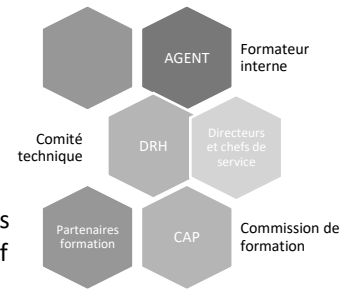 AGENT
Formateur
interne
Comité
technique
DRH
Directeurs
et chefs de
service
s
f
Partenaires
formation
CAP
Commission de
formation